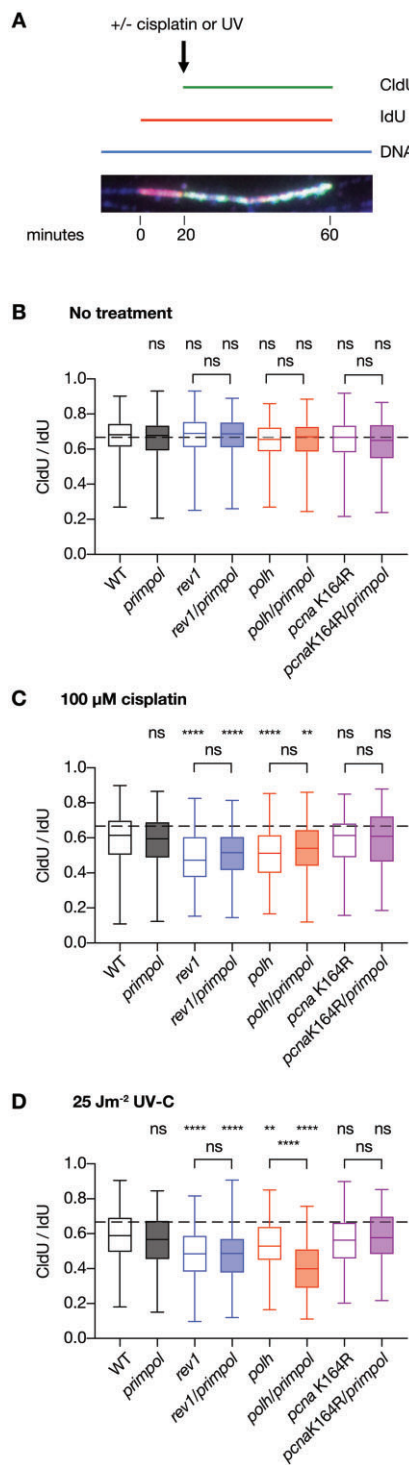 A
+/- cisplatin or UV
CldU
IdU
DNA
minutes 0 20 60
B No treatment
ns ns ns ns ns ns ns
ns ns ns
1.0
0.8
0.6
0.4
0.2
0.0
CldU / IdU
WT
primpol
rev1
rev1/primpol
polh
polh/primpol
pcna K164R
pcnaK164R/primpol
C 100 µM cisplatin
ns **** **** **** ** ns ns
ns ns ns
1.0
0.8
0.6
0.4
0.2
0.0
CldU / IdU
WT
primpol
rev1
rev1/primpol
polh
polh/primpol
pcna K164R
pcnaK164R/primpol
D 25 Jm⁻² UV-C
ns **** **** ** **** ns ns
ns **** ns
1.0
0.8
0.6
0.4
0.2
0.0
CldU / IdU
WT
primpol
rev1
rev1/primpol
polh
polh/primpol
pcna K164R
pcnaK164R/primpol